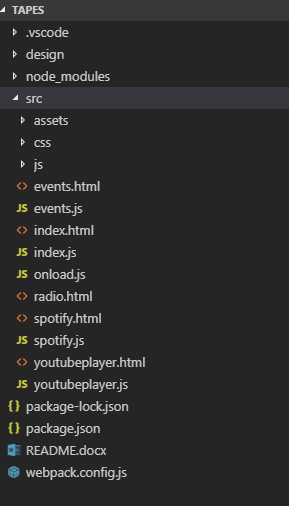 TAPES
.vscode
design
node_modules
src
assets
css
js
<> events.html
JS events.js
<> index.html
JS index.js
JS onload.js
<> radio.html
<> spotify.html
JS spotify.js
<> youtubeplayer.html
JS youtubeplayer.js
{} package-lock.json
{} package.json
README.docx
webpack.config.js